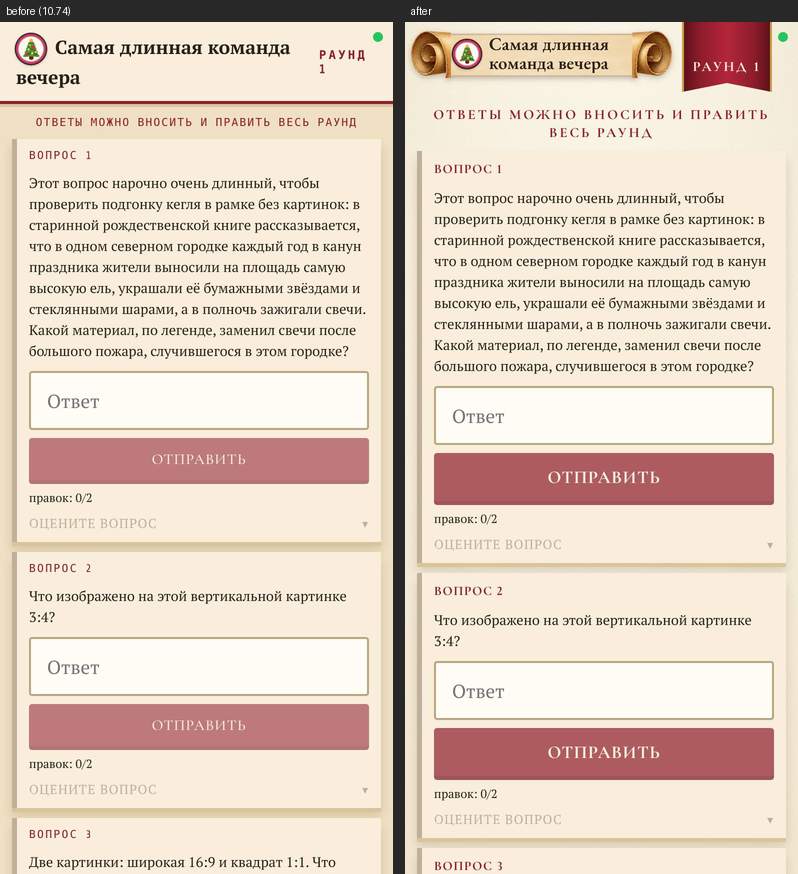 before (10.74)
Самая длинная команда
вечера
РАУНД
1
ОТВЕТЫ МОЖНО ВНОСИТЬ И ПРАВИТЬ ВЕСЬ РАУНД
ВОПРОС 1
Этот вопрос нарочно очень длинный, чтобы
проверить подгонку кегля в рамке без картинок: в
старинной рождественской книге рассказывается,
что в одном северном городке каждый год в канун
праздника жители выносили на площадь самую
высокую ель, украшали её бумажными звёздами и
стеклянными шарами, а в полночь зажигали свечи.
Какой материал, по легенде, заменил свечи после
большого пожара, случившегося в этом городке?
Ответ
ОТПРАВИТЬ
правок: 0/2
ОЦЕНИТЕ ВОПРОС
ВОПРОС 2
Что изображено на этой вертикальной картинке
3:4?
Ответ
ОТПРАВИТЬ
правок: 0/2
ОЦЕНИТЕ ВОПРОС
ВОПРОС 3
Две картинки: широкая 16:9 и квадрат 1:1. Что
after
Самая длинная
команда вечера
РАУНД 1
ОТВЕТЫ МОЖНО ВНОСИТЬ И ПРАВИТЬ
ВЕСЬ РАУНД
ВОПРОС 1
Этот вопрос нарочно очень длинный, чтобы
проверить подгонку кегля в рамке без картинок: в
старинной рождественской книге рассказывается,
что в одном северном городке каждый год в канун
праздника жители выносили на площадь самую
высокую ель, украшали её бумажными звёздами и
стеклянными шарами, а в полночь зажигали свечи.
Какой материал, по легенде, заменил свечи после
большого пожара, случившегося в этом городке?
Ответ
ОТПРАВИТЬ
правок: 0/2
ОЦЕНИТЕ ВОПРОС
ВОПРОС 2
Что изображено на этой вертикальной картинке
3:4?
Ответ
ОТПРАВИТЬ
правок: 0/2
ОЦЕНИТЕ ВОПРОС
ВОПРОС 3